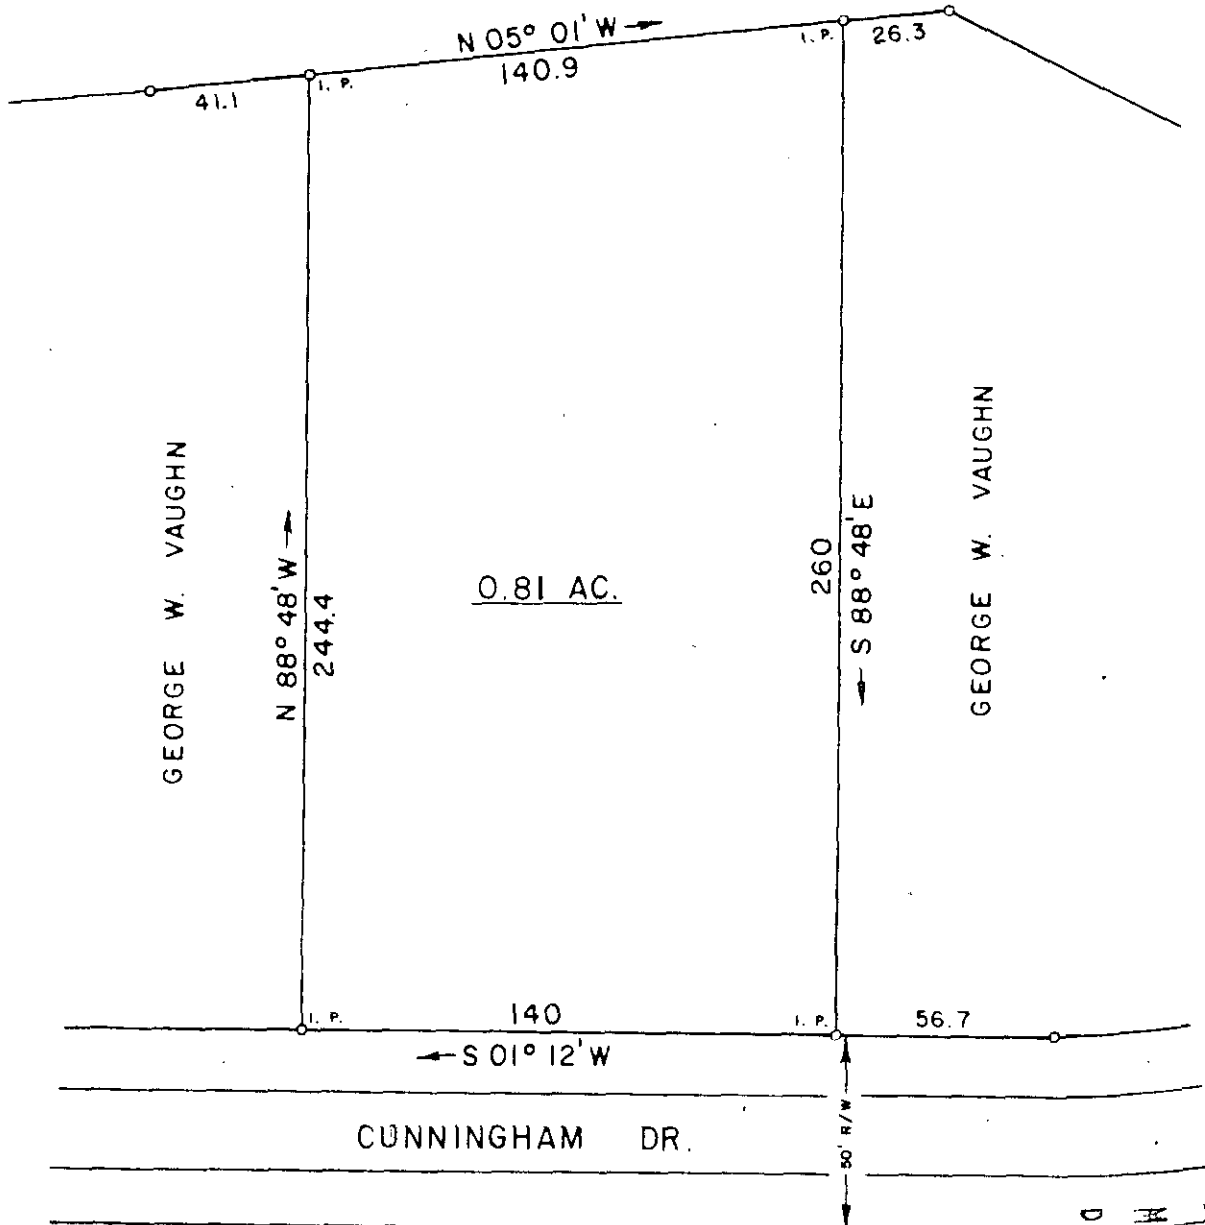 N 05° 01' W
140.9
I. P.
26.3
41.1
I. P.
GEORGE W. VAUGHN
N 88° 48' W
244.4
0.81 AC.
260
S 88° 48' E
GEORGE W. VAUGHN
I. P.
140
I. P.
56.7
S 01° 12' W
CUNNINGHAM DR.
50' R/W